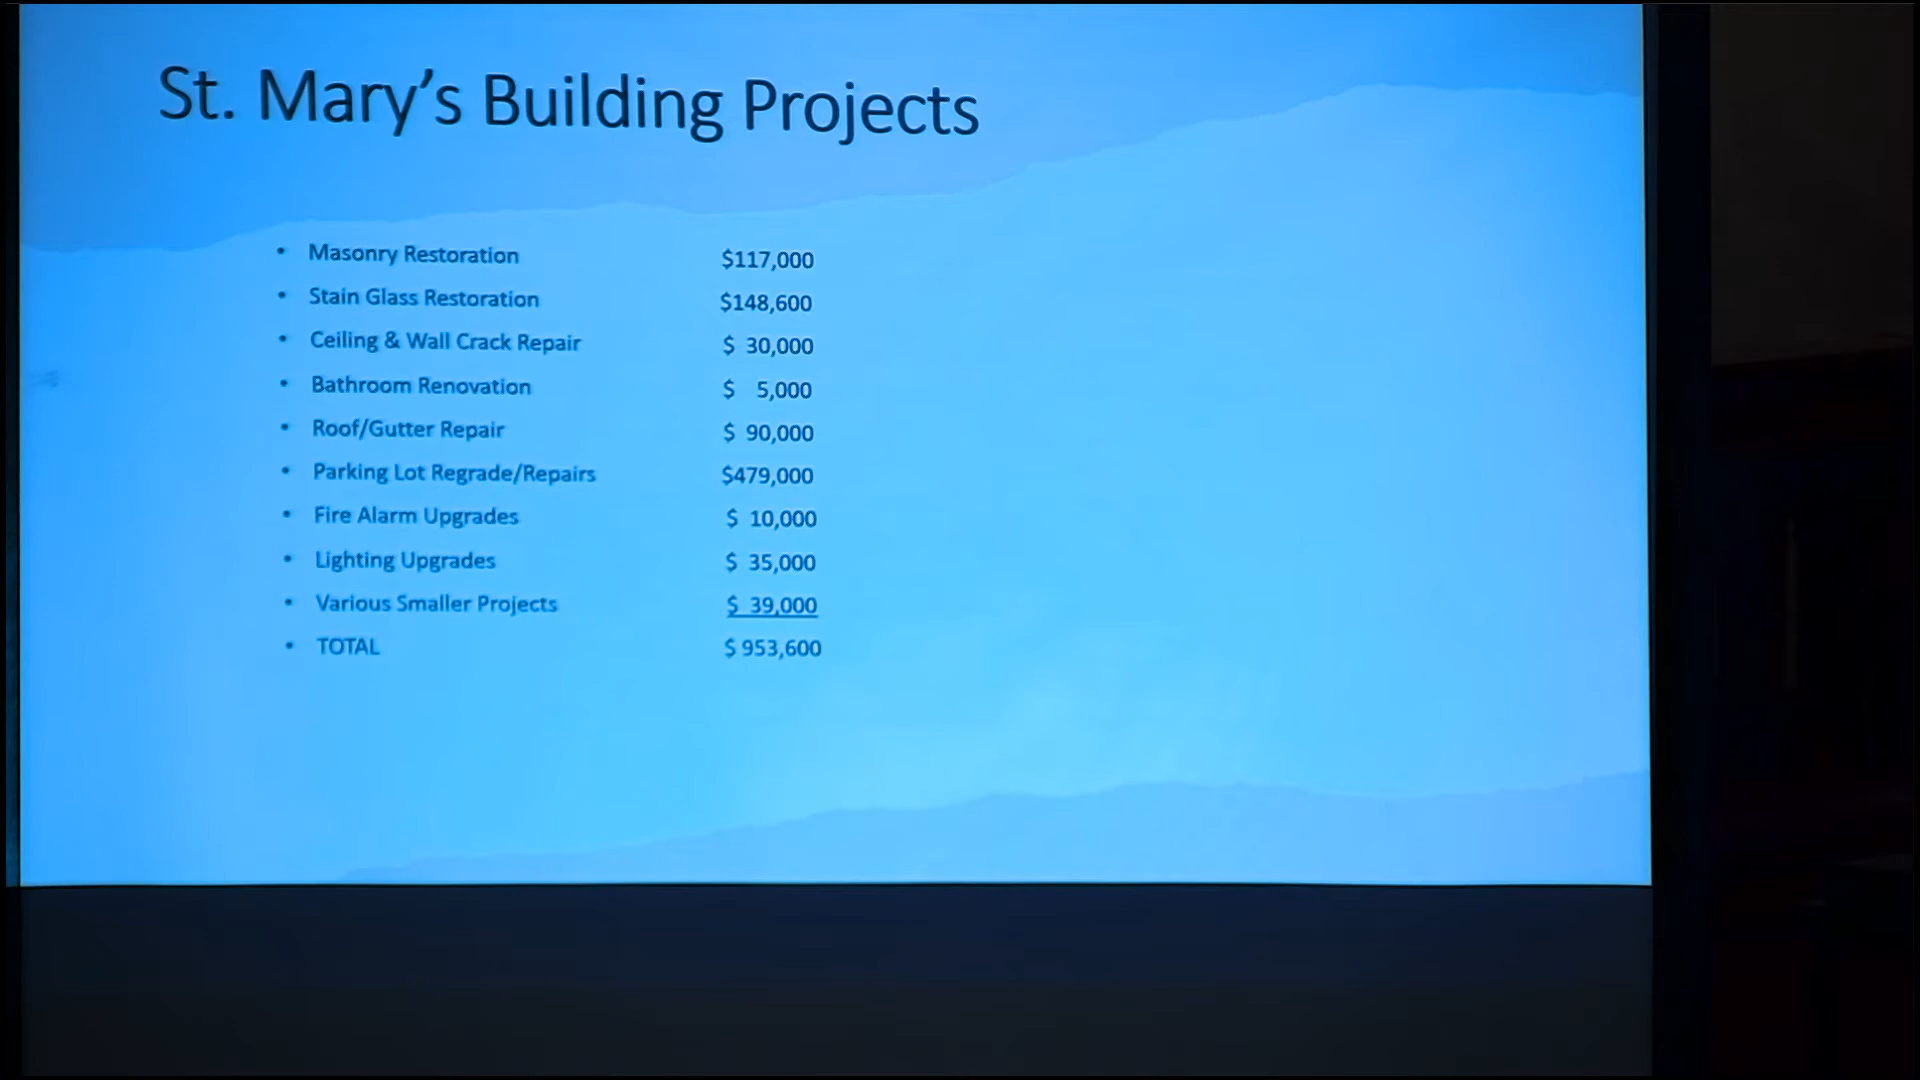 St. Mary's Building Projects
• Masonry Restoration $117,000
• Stain Glass Restoration $148,600
• Ceiling & Wall Crack Repair $ 30,000
• Bathroom Renovation $ 5,000
• Roof/Gutter Repair $ 90,000
• Parking Lot Regrade/Repairs $479,000
• Fire Alarm Upgrades $ 10,000
• Lighting Upgrades $ 35,000
• Various Smaller Projects $ 39,000
• TOTAL $ 953,600